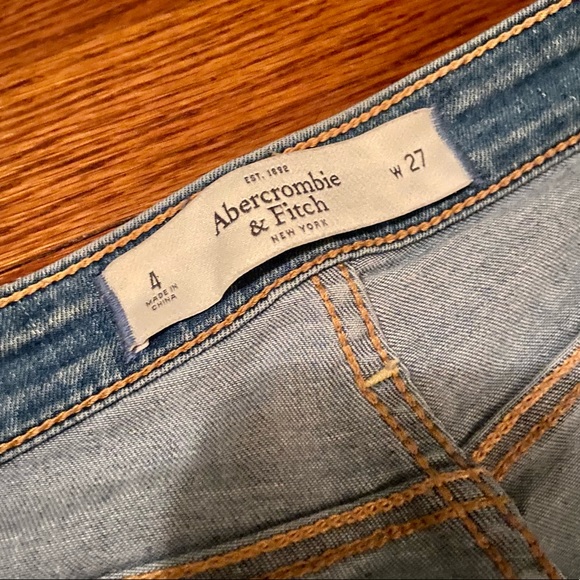 EST. 1892
Abercrombie
& Fitch
NEW YORK
W 27
4
MADE IN
CHINA